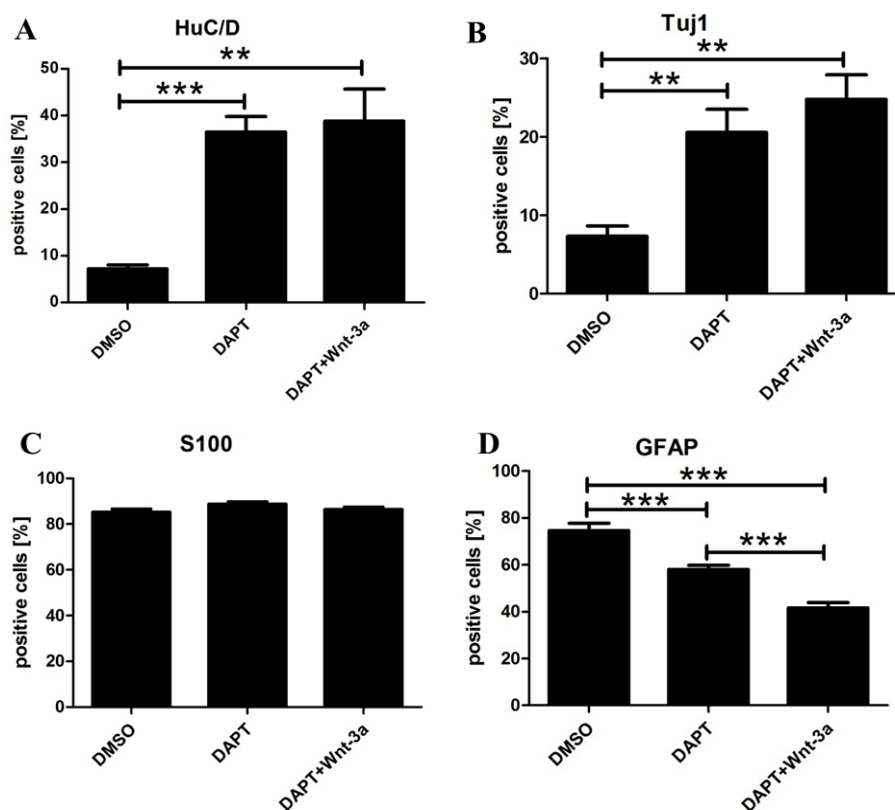 A
HuC/D
positive cells [%]
50
40
30
20
10
0
**
***
DMSO
DAPT
DAPT+Wnt-3a
B
Tuj1
positive cells [%]
30
20
10
0
**
**
DMSO
DAPT
DAPT+Wnt-3a
C
S100
positive cells [%]
100
80
60
40
20
0
DMSO
DAPT
DAPT+Wnt-3a
D
GFAP
positive cells [%]
100
80
60
40
20
0
***
***
***
DMSO
DAPT
DAPT+Wnt-3a